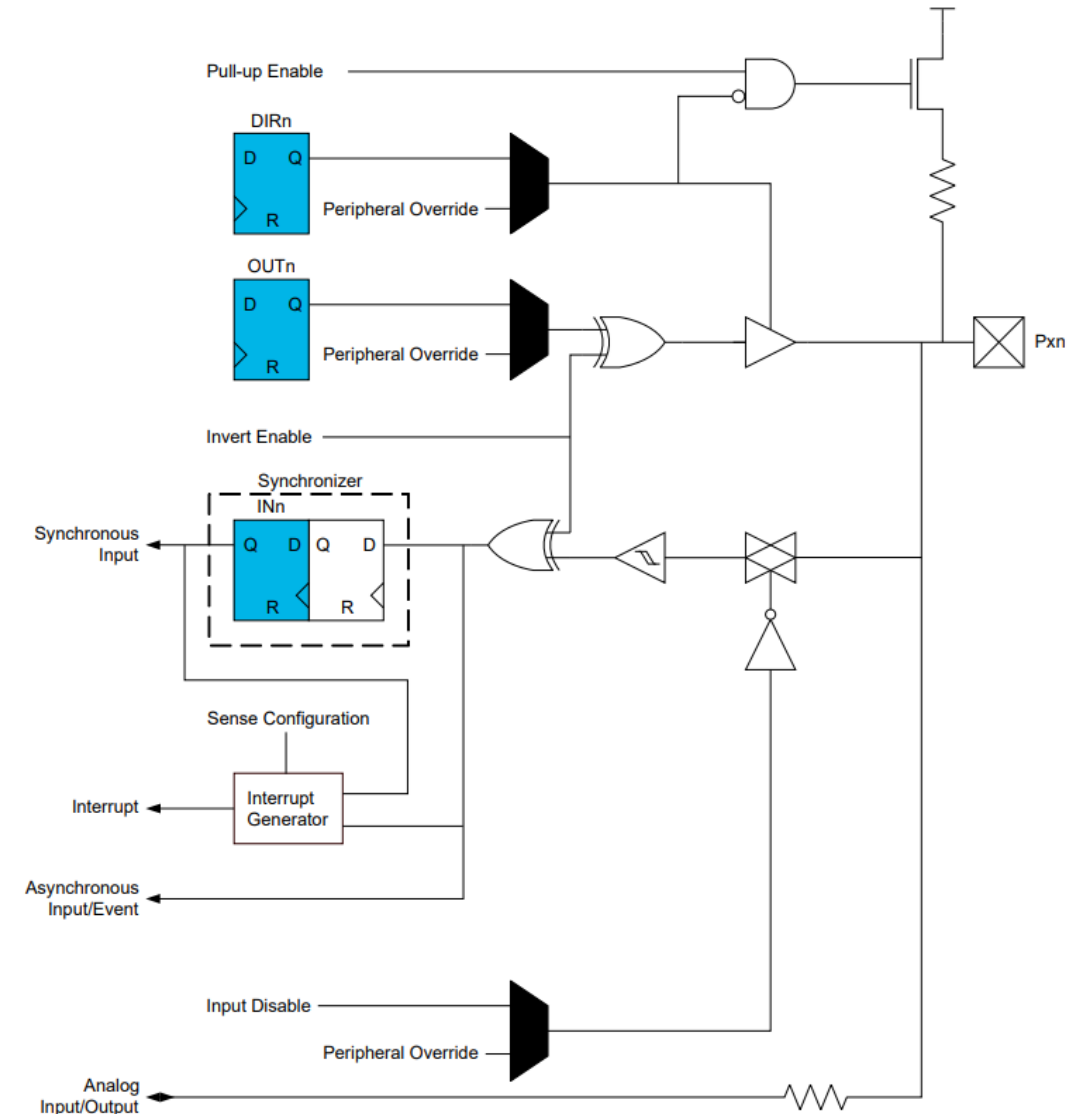 Pull-up Enable
DIRn
D Q
Peripheral Override
R
OUTn
D Q
Peripheral Override
R
Pxn
Invert Enable
Synchronizer
INn
Synchronous
Input
Q D Q D
R R
Sense Configuration
Interrupt
Interrupt
Generator
Asynchronous
Input/Event
Input Disable
Peripheral Override
Analog
Input/Output